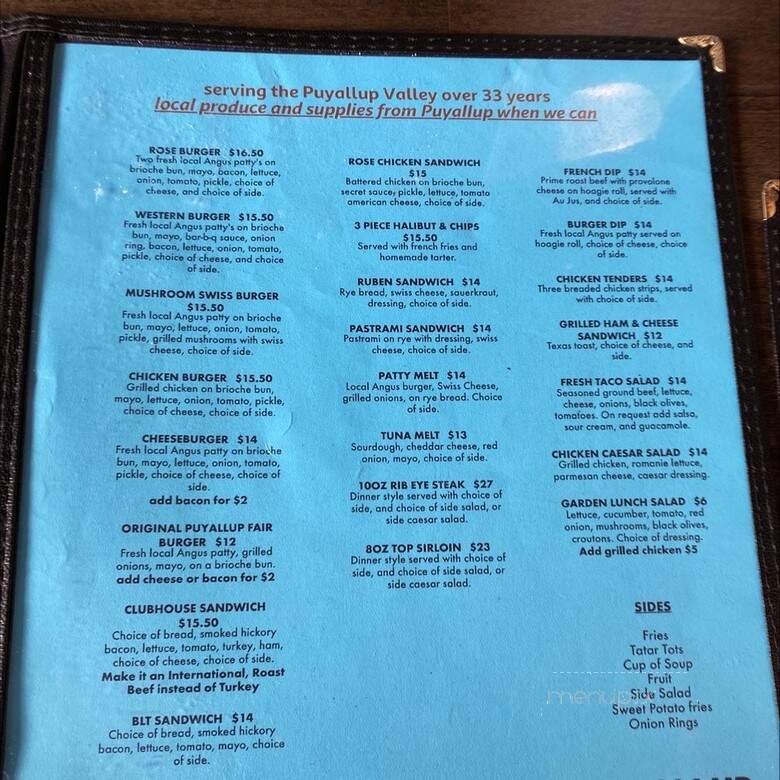 serving the Puyallup Valley over 33 years
local produce and supplies from Puyallup when we can
ROSE BURGER $16.50
Two fresh local Angus patty's on
brioche bun, mayo, bacon, lettuce,
onion, tomato, pickle, choice of
cheese, and choice of side.
WESTERN BURGER $15.50
Fresh local Angus patty's on brioche
bun, mayo, bar-b-q sauce, onion
ring, bacon, lettuce, onion, tomato,
pickle, choice of cheese, and choice
of side.
MUSHROOM SWISS BURGER
$15.50
Fresh local Angus patty on brioche
bun, mayo, lettuce, onion, tomato,
pickle, grilled mushrooms with swiss
cheese, choice of side.
CHICKEN BURGER $15.50
Grilled chicken on brioche bun,
mayo, lettuce, onion, tomato, pickle,
choice of cheese, choice of side.
CHEESEBURGER $14
Fresh local Angus patty on brioche
bun, mayo, lettuce, onion, tomato,
pickle, choice of cheese, choice of
side.
add bacon for $2
ORIGINAL PUYALLUP FAIR
BURGER $12
Fresh local Angus patty, grilled
onions, mayo, on a brioche bun.
add cheese or bacon for $2
CLUBHOUSE SANDWICH
$15.50
Choice of bread, smoked hickory
bacon, lettuce, tomato, turkey, ham,
choice of cheese, choice of side.
Make it an International, Roast
Beef instead of Turkey
BLT SANDWICH $14
Choice of bread, smoked hickory
bacon, lettuce, tomato, mayo, choice
of side.
ROSE CHICKEN SANDWICH
$15
Battered chicken on brioche bun,
secret sauce, pickle, lettuce, tomato
american cheese, choice of side.
3 PIECE HALIBUT & CHIPS
$15.50
Served with french fries and
homemade tarter.
RUBEN SANDWICH $14
Rye bread, swiss cheese, sauerkraut,
dressing, choice of side.
PASTRAMI SANDWICH $14
Pastrami on rye with dressing, swiss
cheese, choice of side.
PATTY MELT $14
Local Angus burger, Swiss Cheese,
grilled onions, on rye bread. Choice
of side.
TUNA MELT $13
Sourdough, cheddar cheese, red
onion, mayo, choice of side.
10OZ RIB EYE STEAK $27
Dinner style served with choice of
side, and choice of side salad, or
side caesar salad.
8OZ TOP SIRLOIN $23
Dinner style served with choice of
side, and choice of side salad, or
side caesar salad.
FRENCH DIP $14
Prime roast beef with provolone
cheese on hoagie roll, served with
Au Jus, and choice of side.
BURGER DIP $14
Fresh local Angus patty served on
hoagie roll, choice of cheese, choice
of side.
CHICKEN TENDERS $14
Three breaded chicken strips, served
with choice of side.
GRILLED HAM & CHEESE
SANDWICH $12
Texas toast, choice of cheese, and
side.
FRESH TACO SALAD $14
Seasoned ground beef, lettuce,
cheese, onions, black olives,
tomatoes. On request add salsa,
sour cream, and guacamole.
CHICKEN CAESAR SALAD $14
Grilled chicken, romanie lettuce,
parmesan cheese, caesar dressing.
GARDEN LUNCH SALAD $6
Lettuce, cucumber, tomato, red
onion, mushrooms, black olives,
croutons. Choice of dressing.
Add grilled chicken $5
SIDES
Fries
Tatar Tots
Cup of Soup
Fruit
Side Salad
Sweet Potato fries
Onion Rings